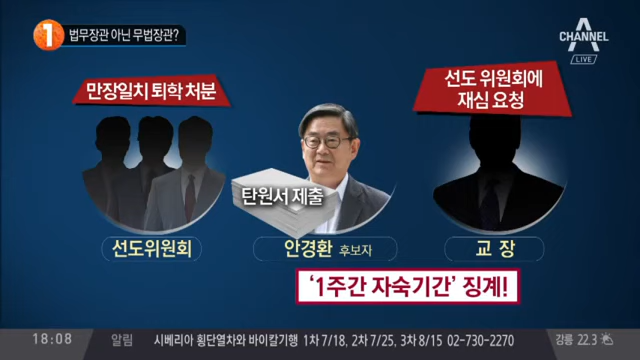 1 법무장관 아닌 무법장관?
CHANNEL A
LIVE
만장일치 퇴학 처분
선도 위원회에
재심 요청
탄원서 제출
선도위원회
안경환 후보자
교 장
‘1주간 자숙기간’ 징계!
18:08 알림 시베리아 횡단열차와 바이칼기행 1차 7/18, 2차 7/25, 3차 8/15 02-730-2270 강릉 22.3